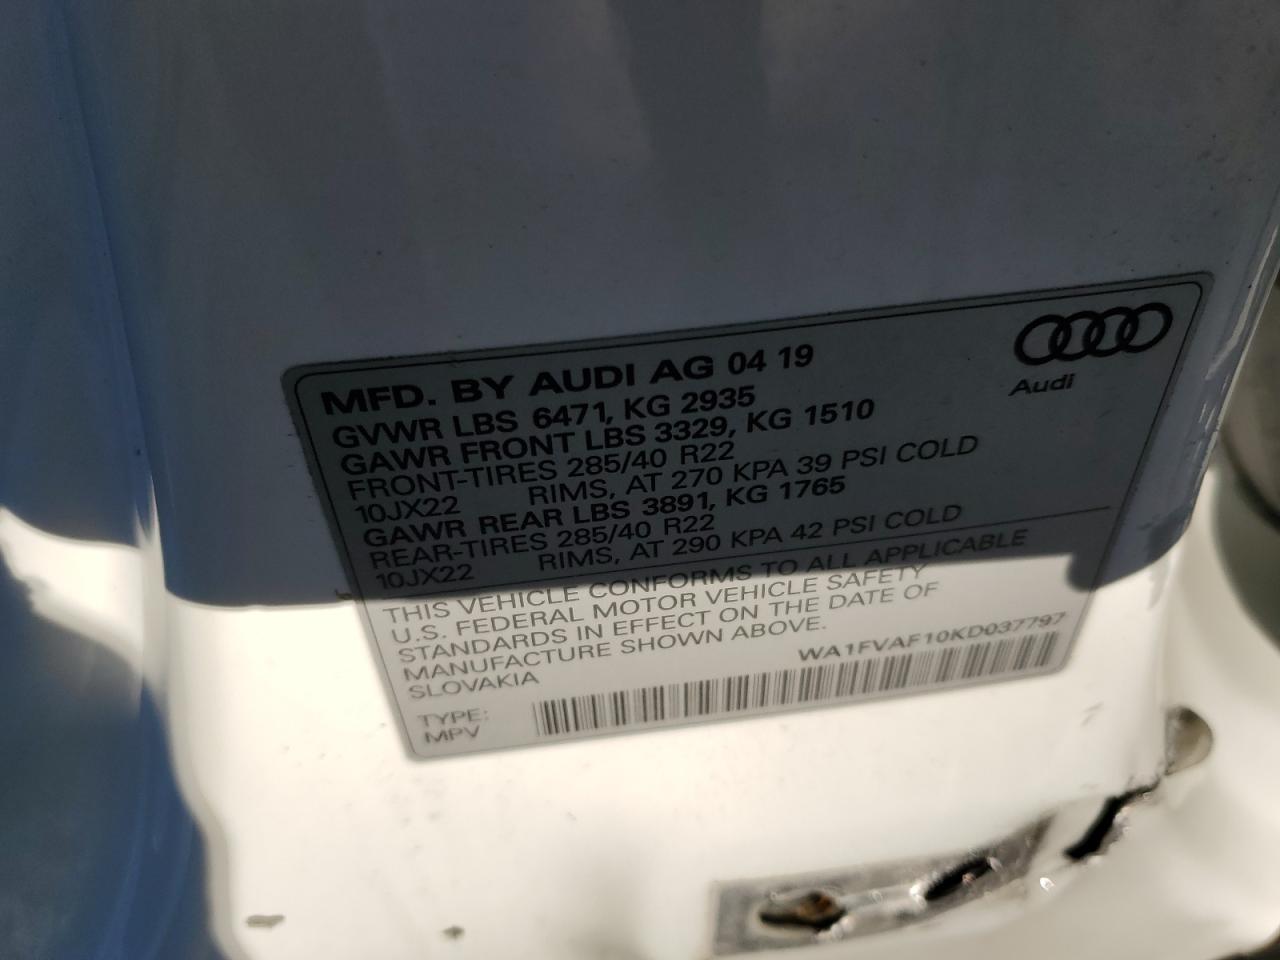 MFD. BY AUDI AG 04 19
Audi
GVWR LBS 6471, KG 2935
GAWR FRONT LBS 3329, KG 1510
FRONT-TIRES 285/40 R22
10JX22 RIMS, AT 270 KPA 39 PSI COLD
GAWR REAR LBS 3891, KG 1765
REAR-TIRES 285/40 R22
10JX22 RIMS, AT 290 KPA 42 PSI COLD
THIS VEHICLE CONFORMS TO ALL APPLICABLE
U.S. FEDERAL MOTOR VEHICLE SAFETY
STANDARDS IN EFFECT ON THE DATE OF
MANUFACTURE SHOWN ABOVE.
SLOVAKIA
WA1FVAF10KD037797
TYPE:
MPV